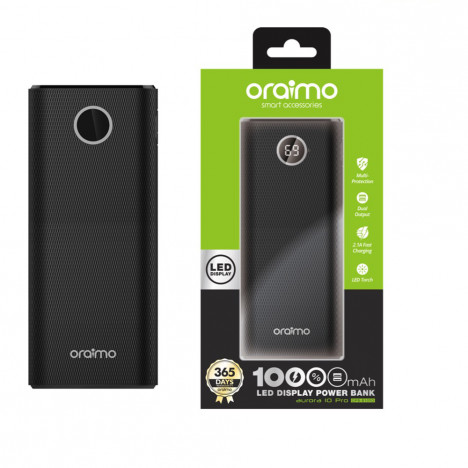 oraimo
oraimo
smart accessories
69
Multi-
Protection
Dual
Output
2.1A Fast
Charging
LED Torch
LED
DISPLAY
365
DAYS
10000mAh
LED DISPLAY POWER BANK
aurora 10 Pro